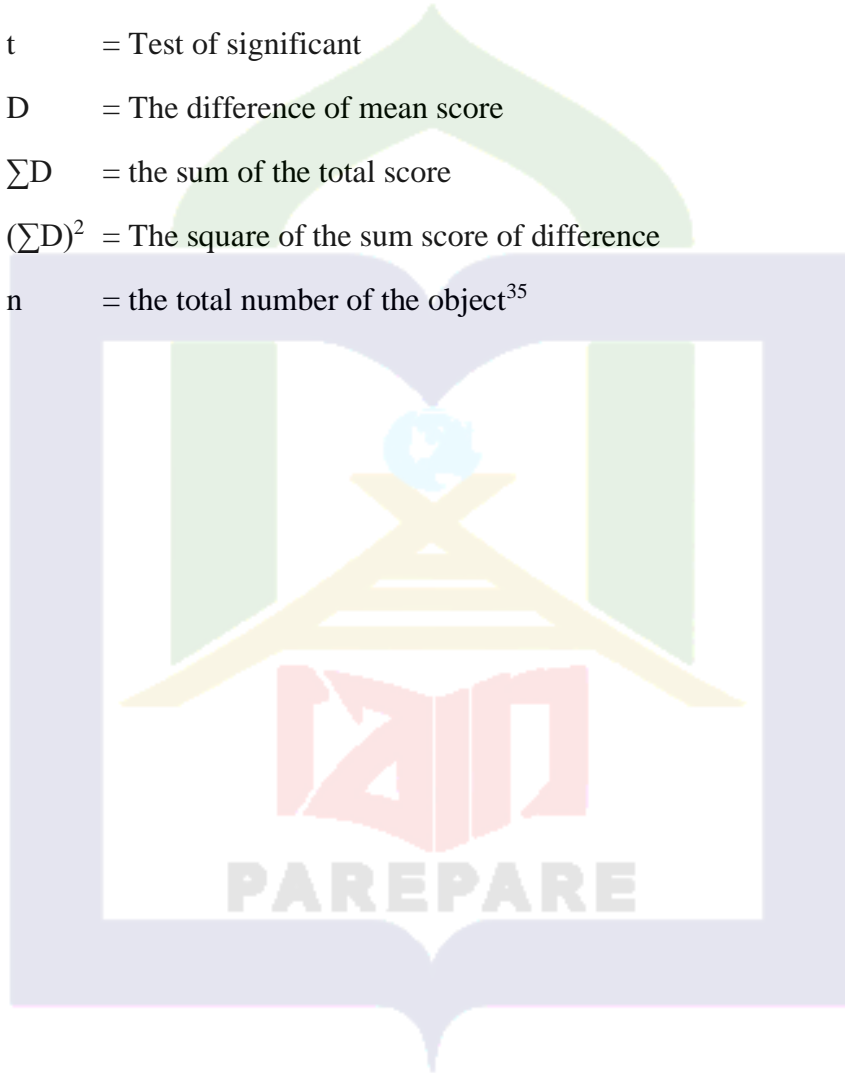 t = Test of significant
D = The difference of mean score
∑D = the sum of the total score
(∑D)² = The square of the sum score of difference
n = the total number of the object³⁵
iain
PAREPARE